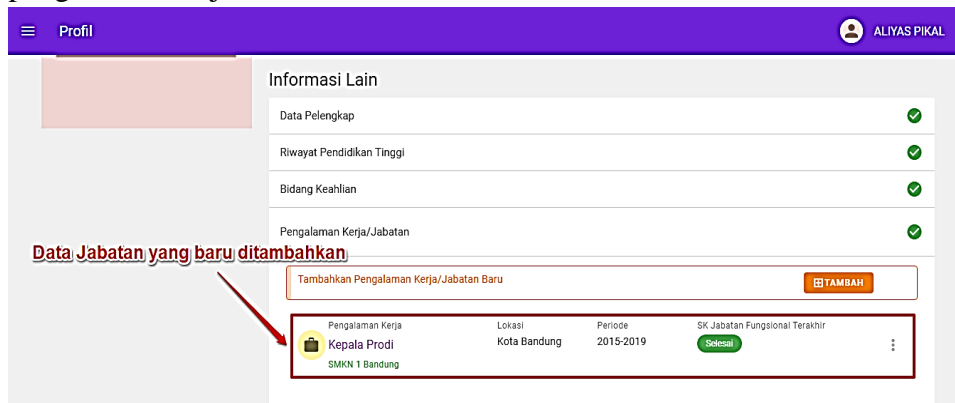 Profil
ALIYAS PIKAL
Informasi Lain
Data Pelengkap
Riwayat Pendidikan Tinggi
Bidang Keahlian
Pengalaman Kerja/Jabatan
Data Jabatan yang baru ditambahkan
Tambahkan Pengalaman Kerja/Jabatan Baru
TAMBAH
Pengalaman Kerja Lokasi Periode SK Jabatan Fungsional Terakhir
Kepala Prodi Kota Bandung 2015-2019 Selesai
SMKN 1 Bandung